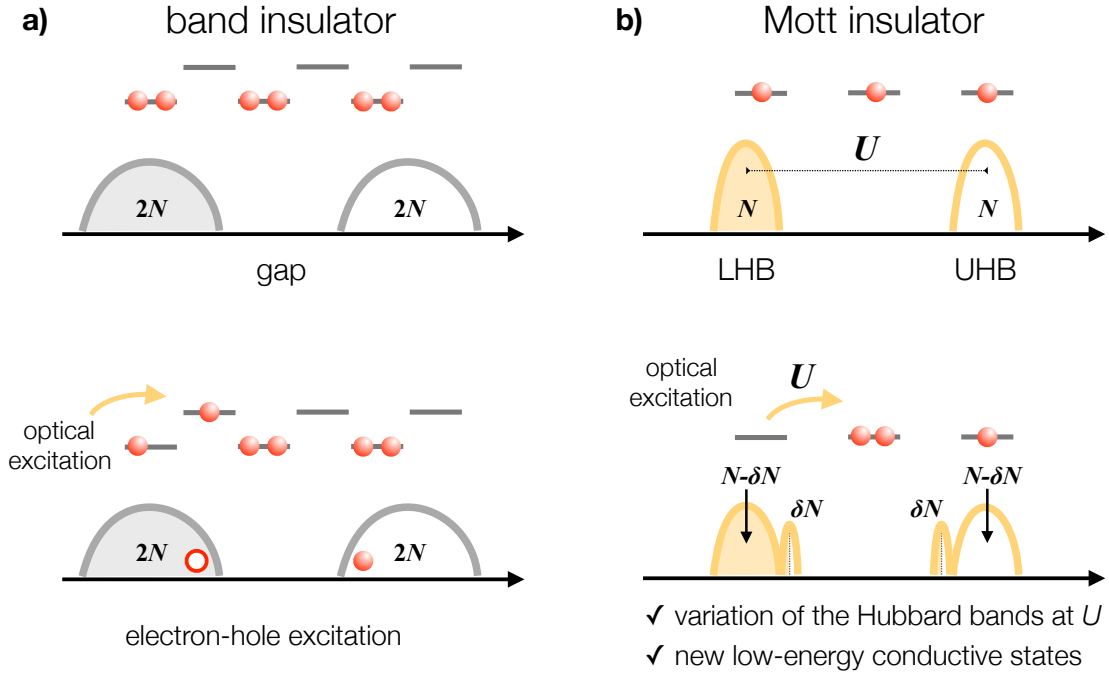 a) band insulator
2N 2N
gap
optical
excitation
2N 2N
electron-hole excitation
b) Mott insulator
U
N N
LHB UHB
optical
excitation
U
N-δN N-δN
δN δN
✓ variation of the Hubbard bands at U
✓ new low-energy conductive states